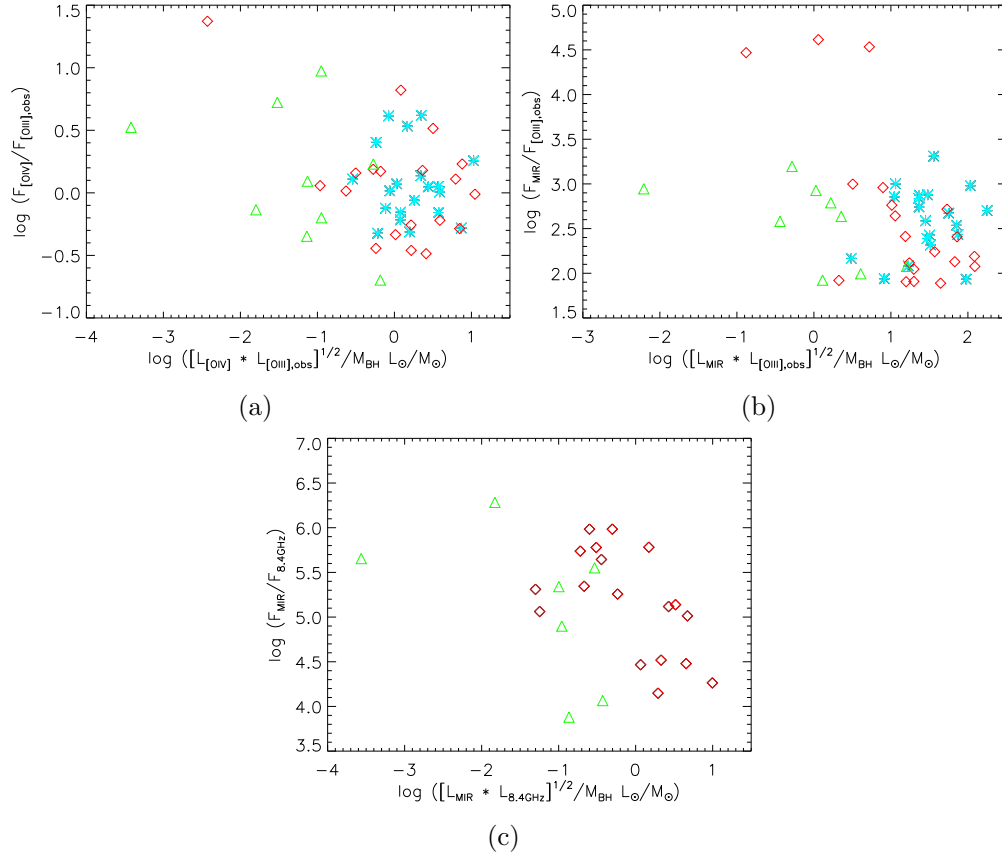 1.5
1.0
0.5
0.0
−0.5
−1.0
log (F[OIV]/F[OIII],obs)
−4 −3 −2 −1 0 1
log ([L[OIV] * L[OIII],obs]1/2/MBH L⊙/M⊙)
(a)
5.0
4.5
4.0
3.5
3.0
2.5
2.0
1.5
log (FMIR/F[OIII],obs)
−3 −2 −1 0 1 2
log ([LMIR * L[OIII],obs]1/2/MBH L⊙/M⊙)
(b)
7.0
6.5
6.0
5.5
5.0
4.5
4.0
3.5
log (FMIR/F8.4GHz)
−4 −3 −2 −1 0 1
log ([LMIR * L8.4GHz]1/2/MBH L⊙/M⊙)
(c)